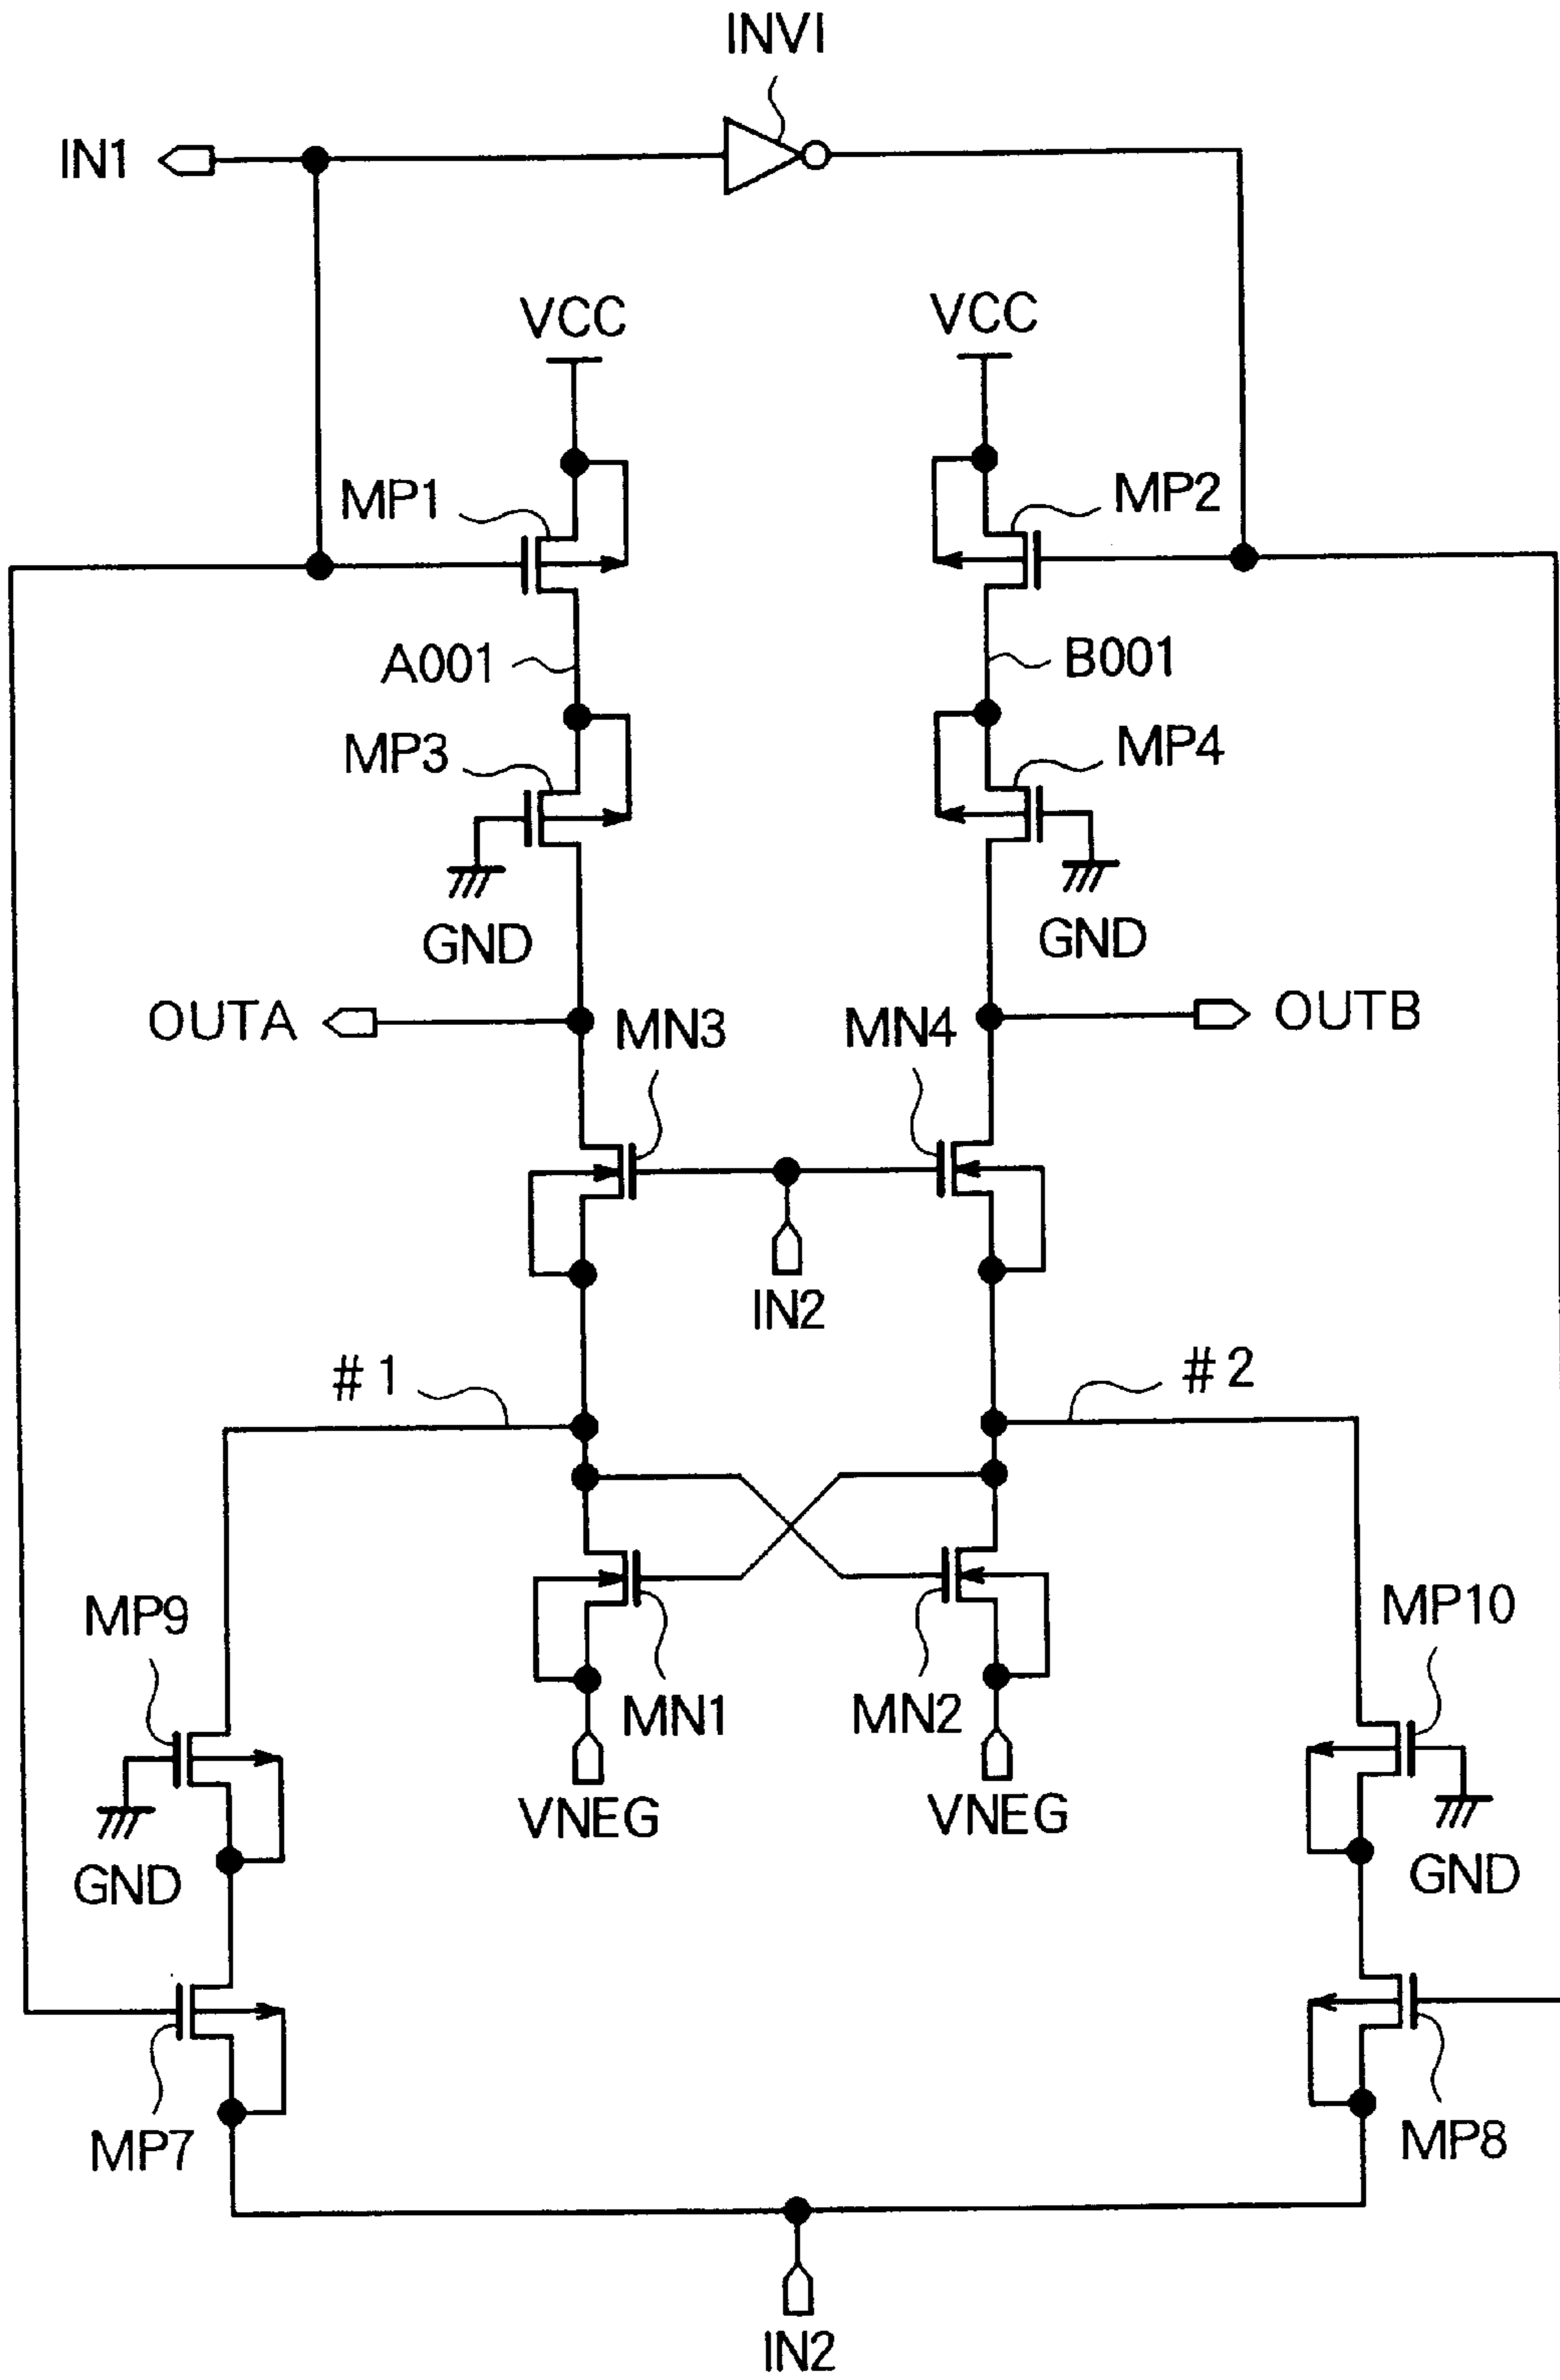 INVI
IN1
VCC
VCC
MP1
MP2
A001
B001
MP3
MP4
GND
GND
OUTA
MN3
MN4
OUTB
IN2
#1
#2
MP9
MP10
MN1
MN2
VNEG
VNEG
GND
GND
MP7
MP8
IN2